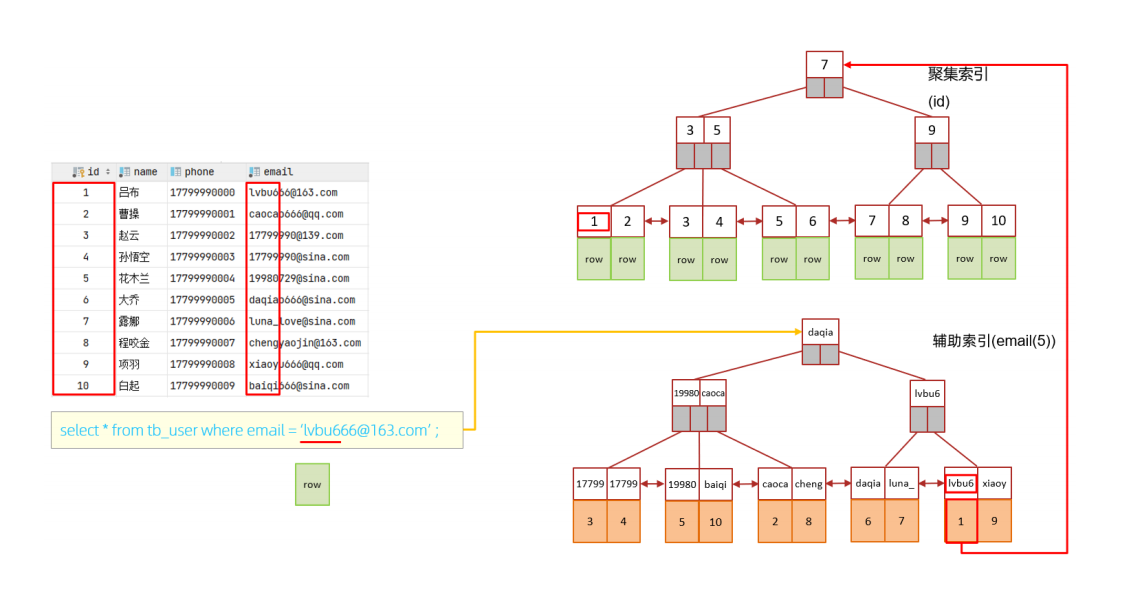 id name phone email
1 吕布 17799990000 lvbu666@163.com
2 曹操 17799990001 caocao666@qq.com
3 赵云 17799990002 17799990@139.com
4 孙悟空 17799990003 17799990@sina.com
5 花木兰 17799990004 19980729@sina.com
6 大乔 17799990005 daqiao666@sina.com
7 露娜 17799990006 luna_love@sina.com
8 程咬金 17799990007 chengyaojin@163.com
9 项羽 17799990008 xiaoyu666@qq.com
10 白起 17799990009 baiqi666@sina.com
select * from tb_user where email = 'lvbu666@163.com' ;
row
7
聚集索引
(id)
3 5 9
1 2 3 4 5 6 7 8 9 10
row row row row row row row row row row
daqia
辅助索引(email(5))
19980 caoca lvbu6
17799 17799 19980 baiqi caoca cheng daqia luna_ lvbu6 xiaoy
3 4 5 10 2 8 6 7 1 9